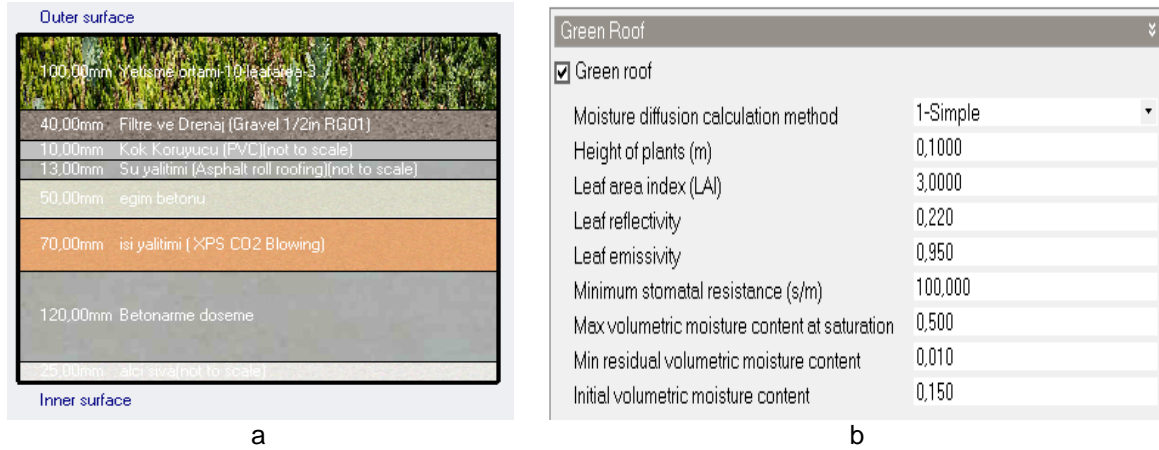 Outer surface
100,00mm Yetisme ortami-10-leafarea-3
40,00mm Filtre ve Drenaj (Gravel 1/2in RG01)
10,00mm Kok Koruyucu (PVC)(not to scale)
13,00mm Su yalitimi (Asphalt roll roofing)(not to scale)
50,00mm egim betonu
70,00mm isi yalitimi ( XPS CO2 Blowing)
120,00mm Betonarme doseme
25,00mm alci siva(not to scale)
Inner surface
a
Green Roof
Green roof
Moisture diffusion calculation method 1-Simple
Height of plants (m) 0,1000
Leaf area index (LAI) 3,0000
Leaf reflectivity 0,220
Leaf emissivity 0,950
Minimum stomatal resistance (s/m) 100,000
Max volumetric moisture content at saturation 0,500
Min residual volumetric moisture content 0,010
Initial volumetric moisture content 0,150
b